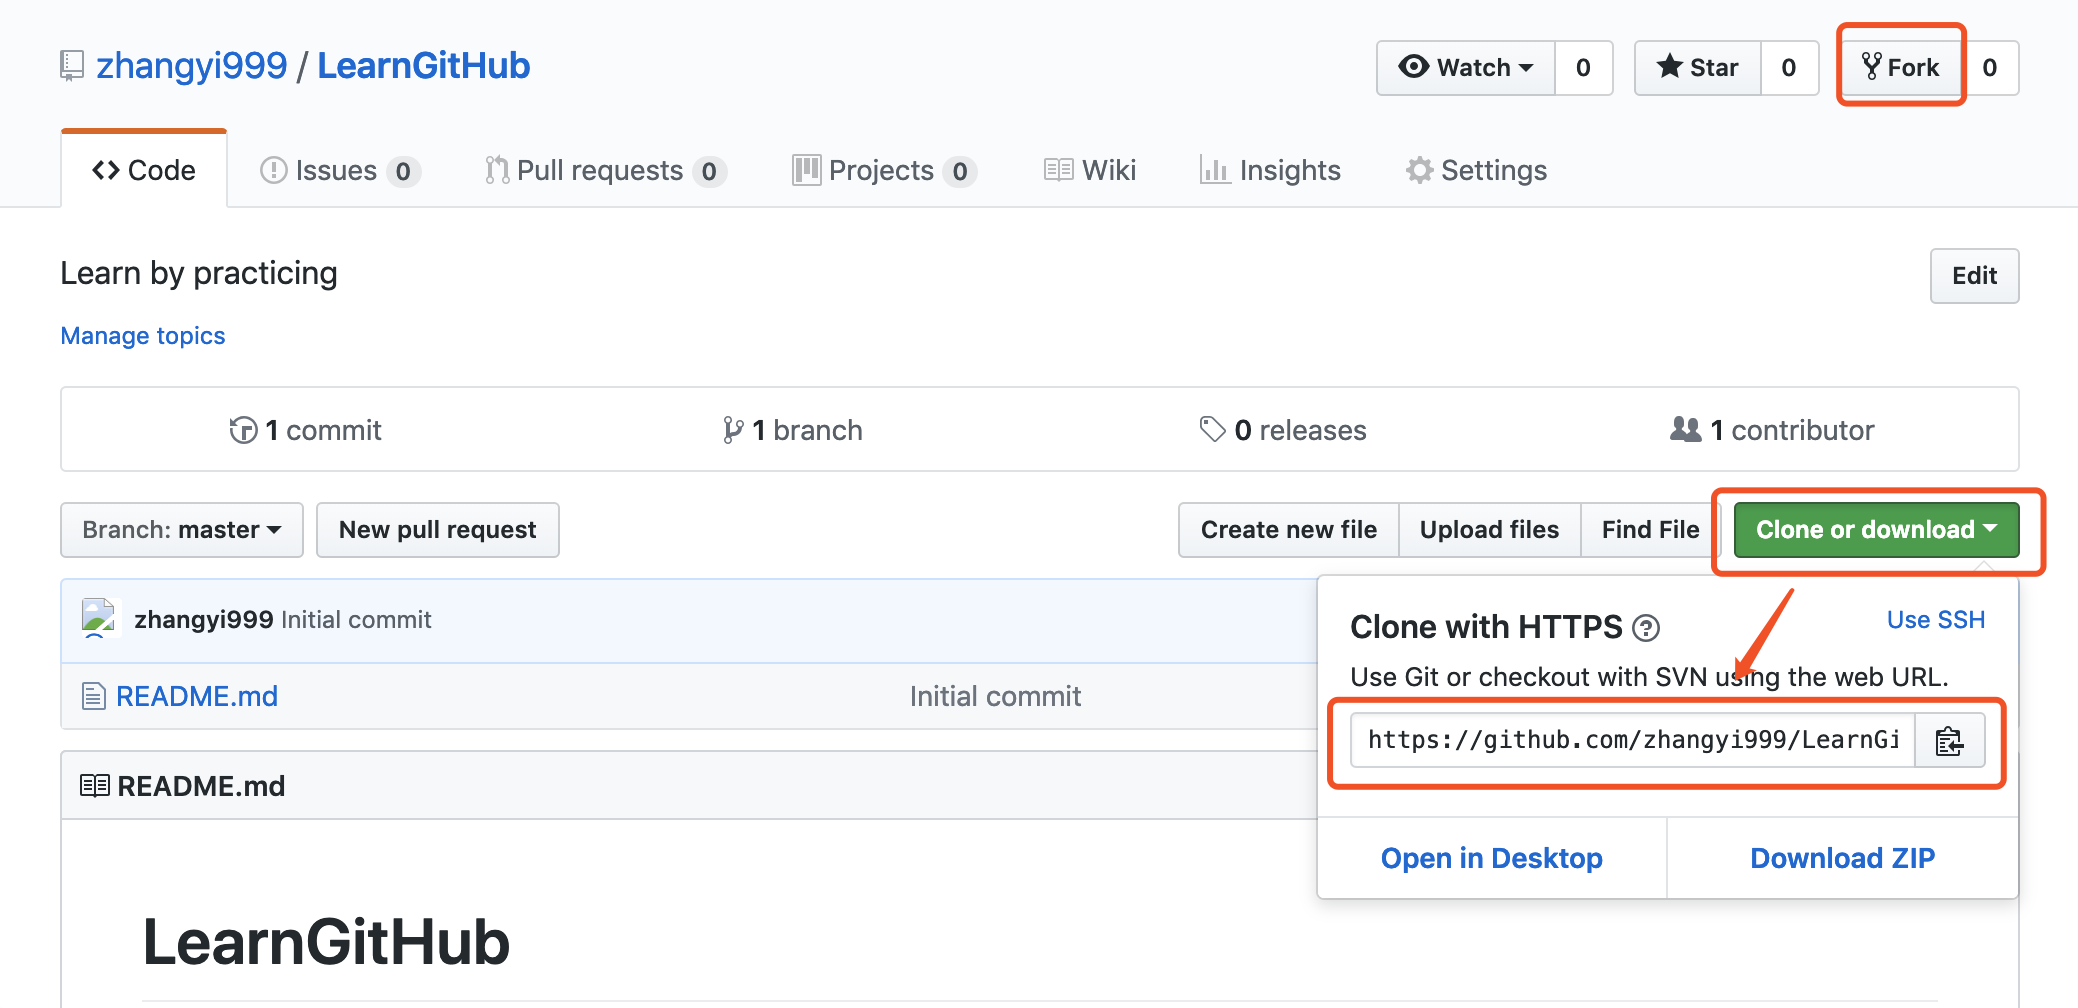 zhangyi999 / LearnGitHub
Watch 0 Star 0 Fork 0
Code Issues 0 Pull requests 0 Projects 0 Wiki Insights Settings
Learn by practicing
Edit
Manage topics
1 commit 1 branch 0 releases 1 contributor
Branch: master New pull request Create new file Upload files Find File Clone or download
zhangyi999 Initial commit
README.md Initial commit
Clone with HTTPS ? Use SSH
Use Git or checkout with SVN using the web URL.
https://github.com/zhangyi999/LearnGi
Open in Desktop Download ZIP
README.md
LearnGitHub